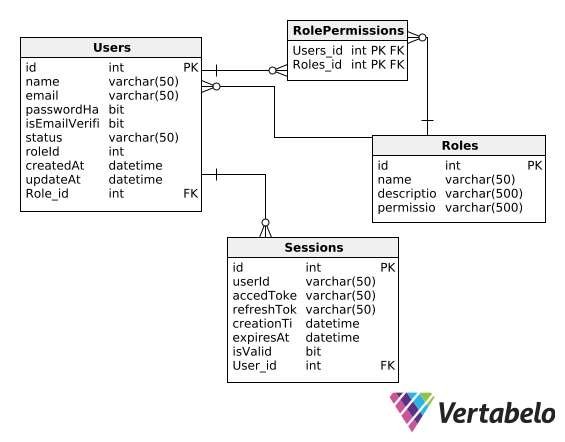 Users
id int PK
name varchar(50)
email varchar(50)
passwordHa bit
isEmailVerifi bit
status varchar(50)
roleId int
createdAt datetime
updateAt datetime
Role_id int FK
RolePermissions
Users_id int PK FK
Roles_id int PK FK
Roles
id int PK
name varchar(50)
descriptio varchar(500)
permissio varchar(500)
Sessions
id int PK
userId varchar(50)
accedToke varchar(50)
refreshTok varchar(50)
creationTi datetime
expiresAt datetime
isValid bit
User_id int FK
Vertabelo